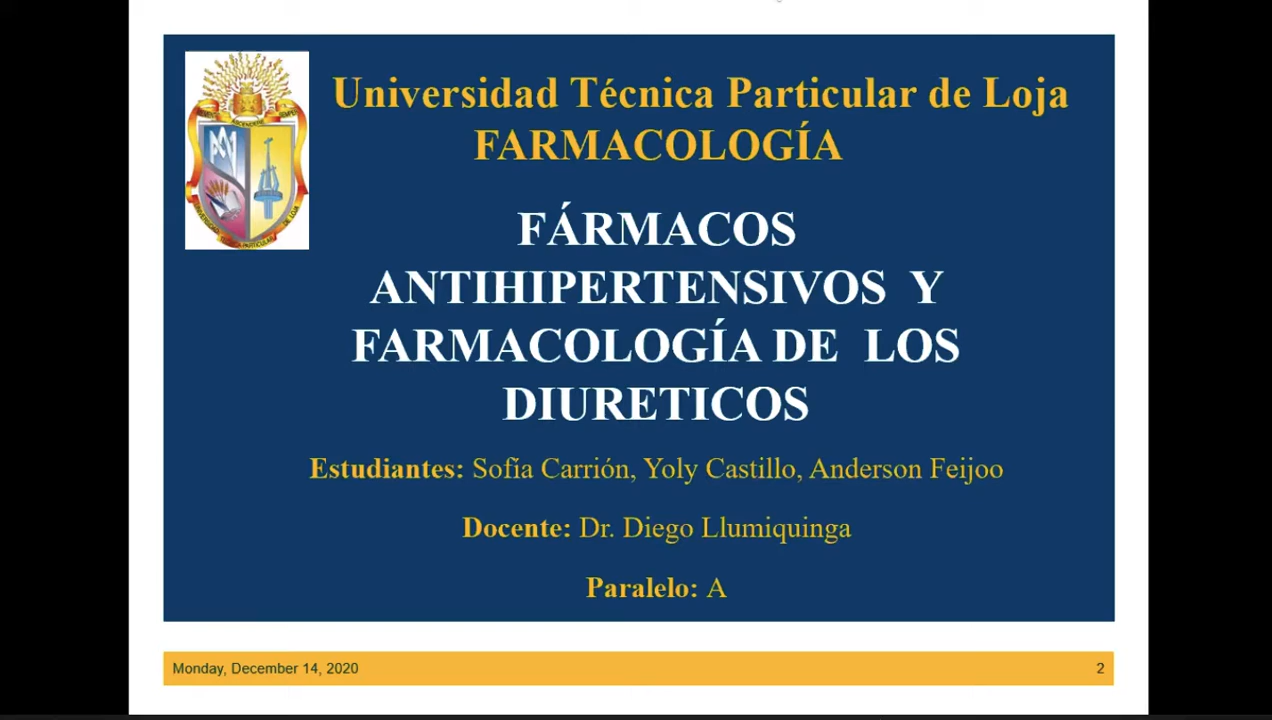 Universidad Técnica Particular de Loja
FARMACOLOGÍA
FÁRMACOS
ANTIHIPERTENSIVOS Y
FARMACOLOGÍA DE LOS
DIURETICOS
Estudiantes: Sofía Carrión, Yoly Castillo, Anderson Feijoo
Docente: Dr. Diego Llumiquinga
Paralelo: A
Monday, December 14, 2020
2